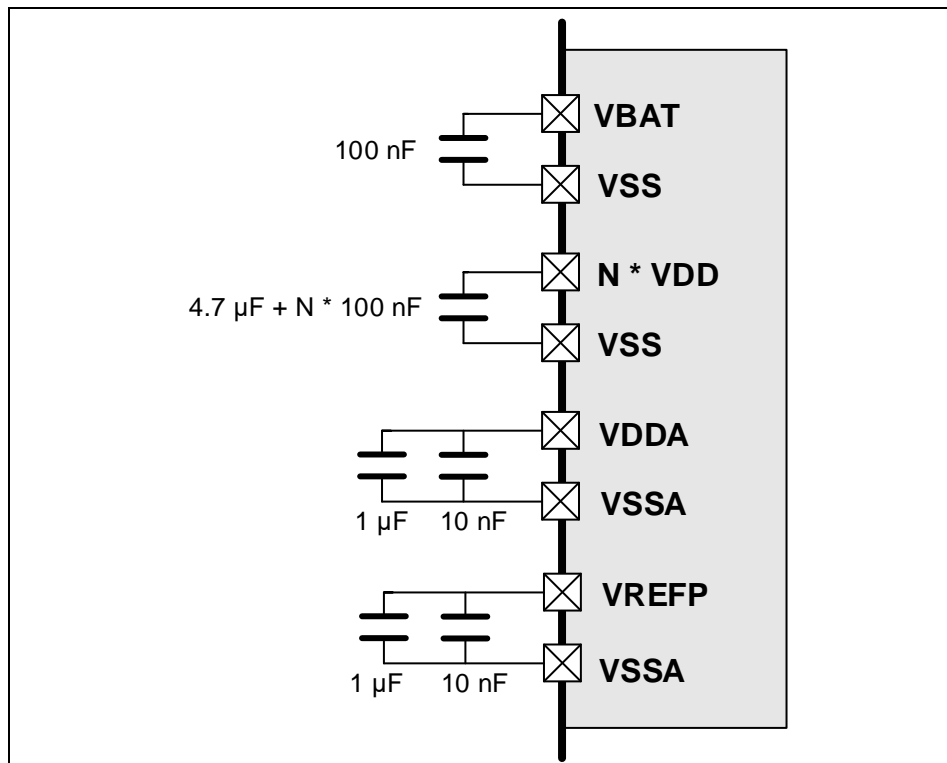 VBAT
100 nF
VSS
N * VDD
4.7 µF + N * 100 nF
VSS
VDDA
VSSA
1 µF 10 nF
VREFP
VSSA
1 µF 10 nF